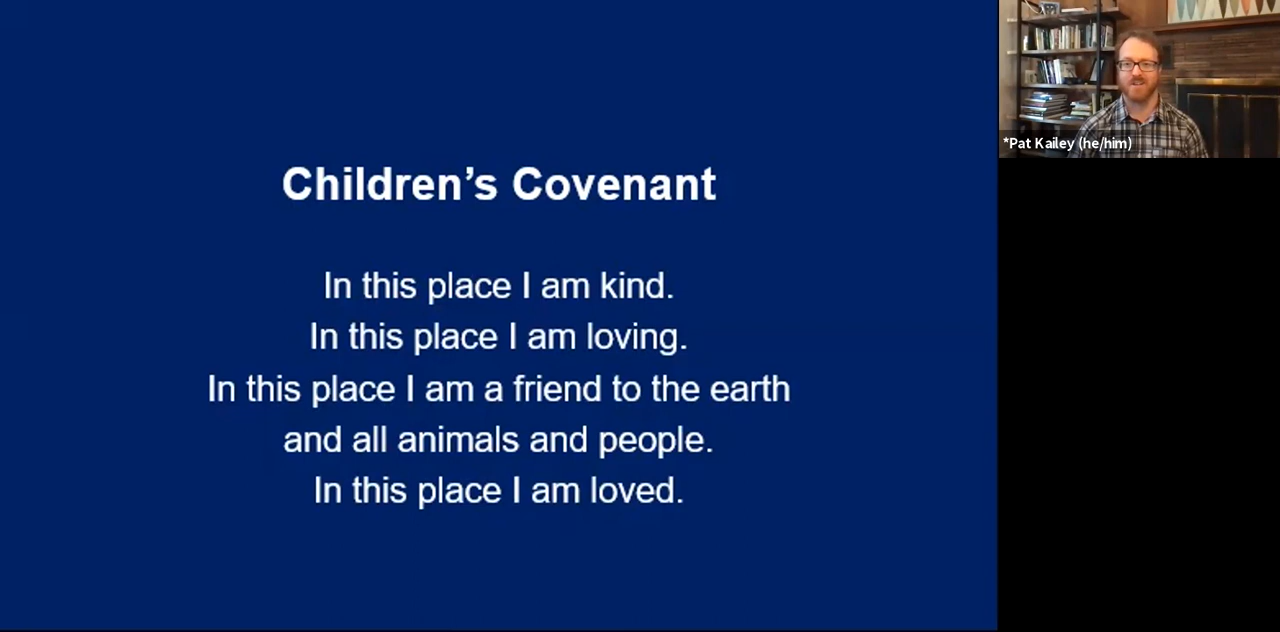 Children’s Covenant
In this place I am kind.
In this place I am loving.
In this place I am a friend to the earth
and all animals and people.
In this place I am loved.
*Pat Kailey (he/him)